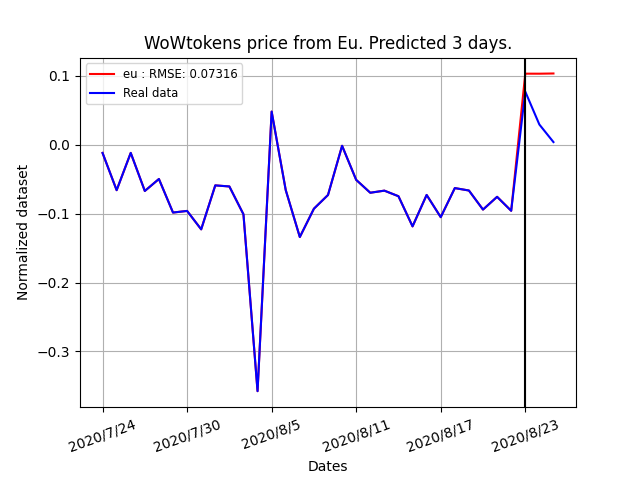 WoWtokens price from Eu. Predicted 3 days.
eu : RMSE: 0.07316
Real data
0.1
0.0
−0.1
−0.2
−0.3
Normalized dataset
2020/7/24
2020/7/30
2020/8/5
2020/8/11
2020/8/17
2020/8/23
Dates